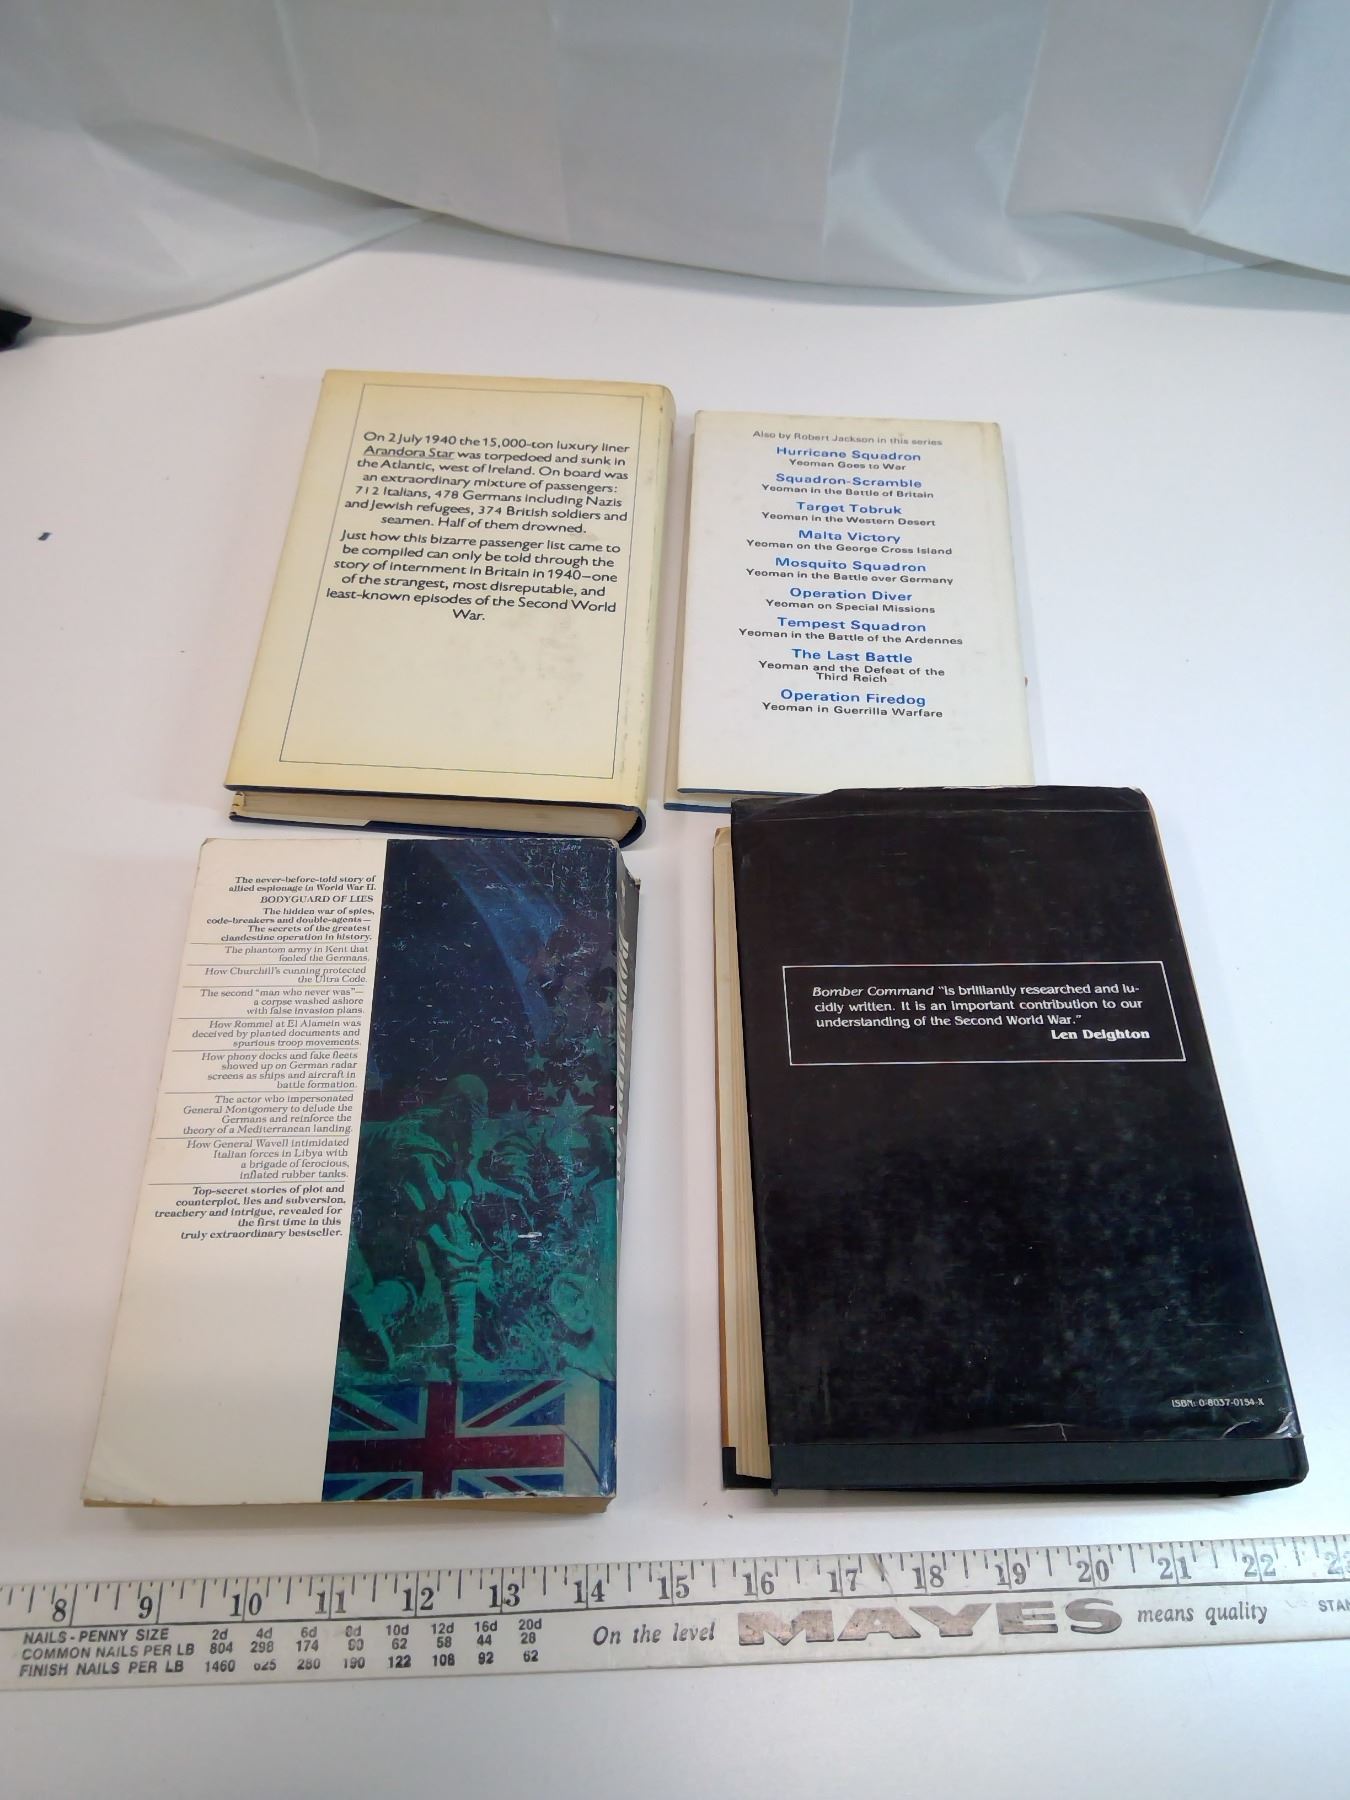 On 2 July 1940 the 15,000-ton luxury liner
Arandora Star was torpedoed and sunk in
the Atlantic, west of Ireland. On board was
an extraordinary mixture of passengers:
712 Italians, 478 Germans including Nazis
and Jewish refugees, 374 British soldiers and
seamen. Half of them drowned.
Just how this bizarre passenger list came to
be compiled can only be told through the
story of internment in Britain in 1940—one
of the strangest, most disreputable, and
least-known episodes of the Second World
War.
Also by Robert Jackson in this series
Hurricane Squadron
Yeoman Goes to War
Squadron-Scramble
Yeoman in the Battle of Britain
Target Tobruk
Yeoman in the Western Desert
Malta Victory
Yeoman on the George Cross Island
Mosquito Squadron
Yeoman in the Battle over Germany
Operation Diver
Yeoman on Special Missions
Tempest Squadron
Yeoman in the Battle of the Ardennes
The Last Battle
Yeoman and the Defeat of the
Third Reich
Operation Firedog
Yeoman in Guerrilla Warfare
The never-before-told story of
allied espionage in World War II.
BODYGUARD OF LIES
The hidden war of spies,
code-breakers and double-agents—
The secrets of the greatest
clandestine operation in history.
The phantom army in Kent that
fooled the Germans.
How Churchill's cunning protected
the Ultra Code.
The second "man who never was"—
a corpse washed ashore
with false invasion plans.
How Rommel at El Alamein was
deceived by planted documents and
spurious troop movements.
How phony docks and fake fleets
showed up on German radar
screens as ships and aircraft in
battle formation.
The actor who impersonated
General Montgomery to delude the
Germans and reinforce the
theory of a Mediterranean landing.
How General Wavell intimidated
Italian forces in Libya with
a brigade of ferocious,
inflated rubber tanks.
Top-secret stories of plot and
counterplot, lies and subversion,
treachery and intrigue, revealed for
the first time in this
truly extraordinary bestseller.
Bomber Command "is brilliantly researched and lu-
cidly written. It is an important contribution to our
understanding of the Second World War."
Len Deighton
ISBN: 0-8037-0154-X
8 9 10 11 12 13 14 15 16 17 18 19 20 21 22 23
NAILS - PENNY SIZE 2d 4d 6d 8d 10d 12d 16d 20d
COMMON NAILS PER LB 804 298 174 90 62 58 44 28
FINISH NAILS PER LB 1460 625 280 190 122 108 92 62
On the level MAYES means quality